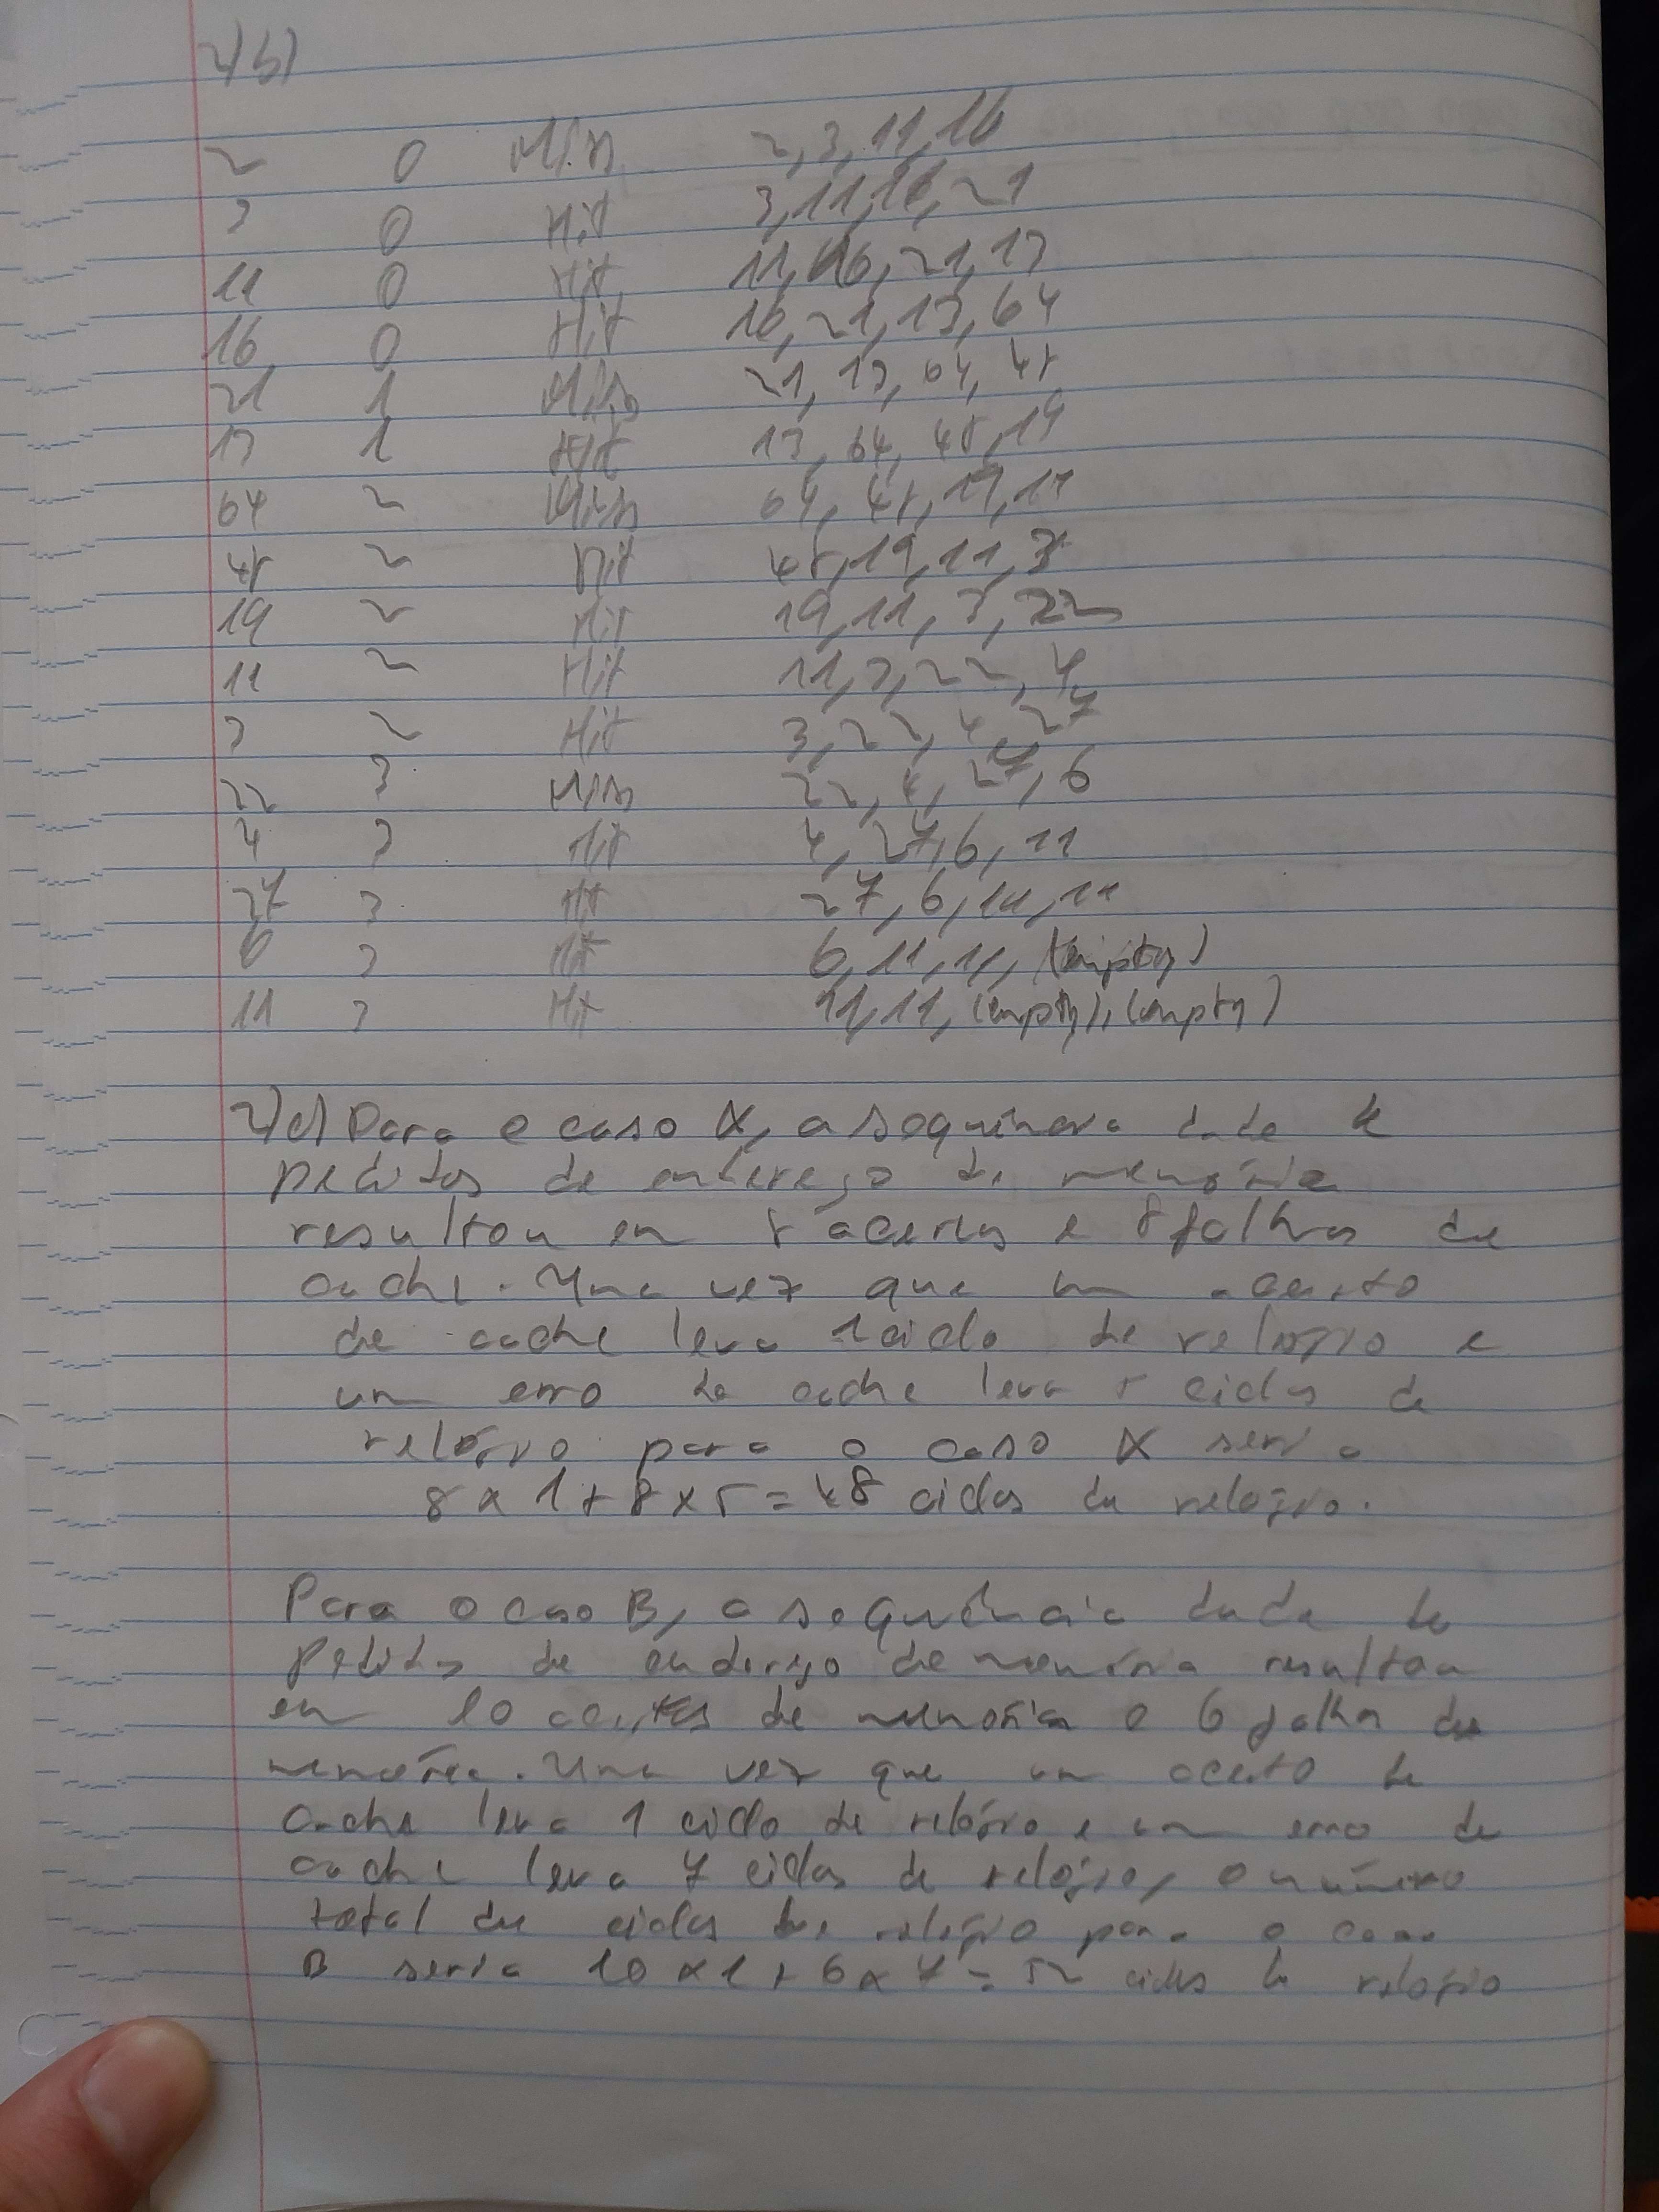 2)b)
2 0 Miss 2, 3, 11, 16
3 0 Hit 3, 11, 16, 21
11 0 Hit 11, 16, 21, 13
16 0 Hit 16, 21, 13, 64
21 1 Miss 21, 13, 64, 48
13 1 Hit 13, 64, 48, 19
64 2 Miss 64, 48, 19, 11
48 2 Hit 48, 19, 11, 3
19 2 Hit 19, 11, 3, 22
11 2 Hit 11, 3, 22, 4
3 2 Hit 3, 22, 4, 27
22 3 Miss 22, 4, 27, 6
4 3 Hit 4, 27, 6, 11
27 3 Hit 27, 6, 11, 11
6 3 Hit 6, 11, 11, (empty)
11 3 Hit 11, 11, (empty), (empty)
Para o caso A, a sequência dada de
pedidos de endereço de memória
resultou em 8 acertos e 8 falhas de
cache. Uma vez que um acerto
de cache leva 1 ciclo de relógio e
um erro de cache leva 5 ciclos de
relógio para o caso A seria
8 x 1 + 8 x 5 = 48 ciclos de relógio.
Para o caso B, a sequência dada de
pedidos de endereço de memória resultou
em 10 acertos de memória e 6 falhas de
memória. Uma vez que um acerto de
cache leva 1 ciclo de relógio e um erro de
cache leva 7 ciclos de relógio, o número
total de ciclos de relógio para o caso
B seria 10 x 1 + 6 x 7 = 52 ciclos de relógio